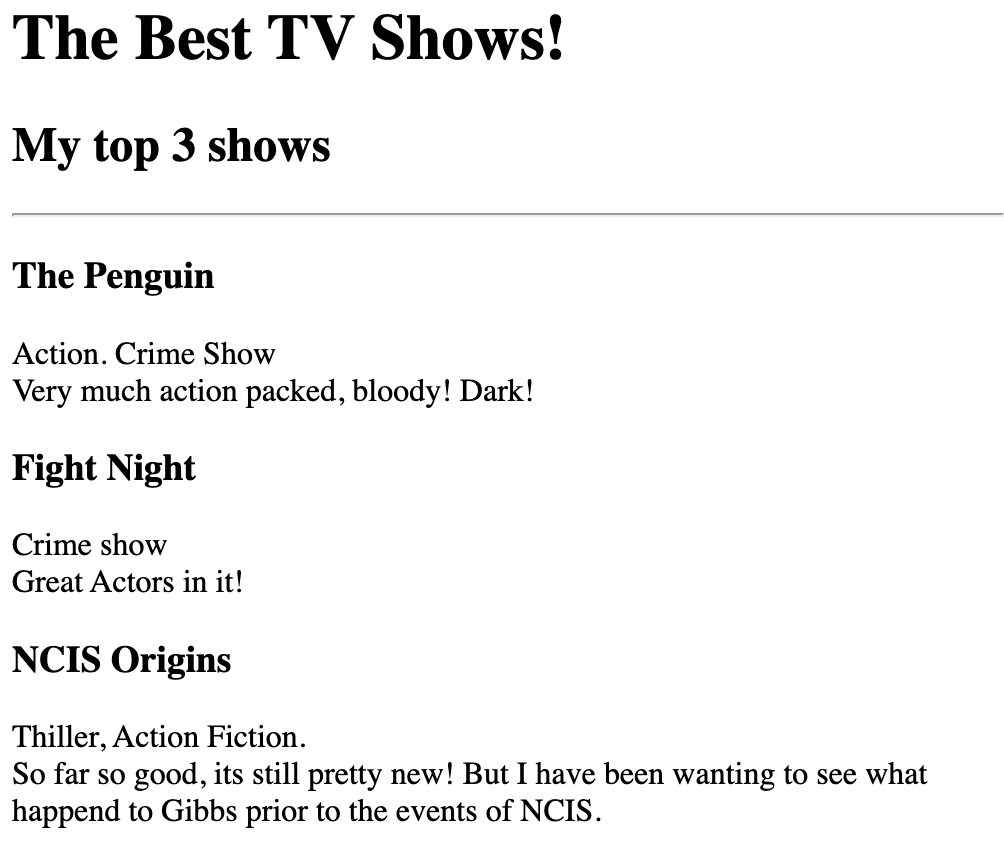 The Best TV Shows!
My top 3 shows
The Penguin
Action. Crime Show
Very much action packed, bloody! Dark!
Fight Night
Crime show
Great Actors in it!
NCIS Origins
Thiller, Action Fiction.
So far so good, its still pretty new! But I have been wanting to see what
happend to Gibbs prior to the events of NCIS.